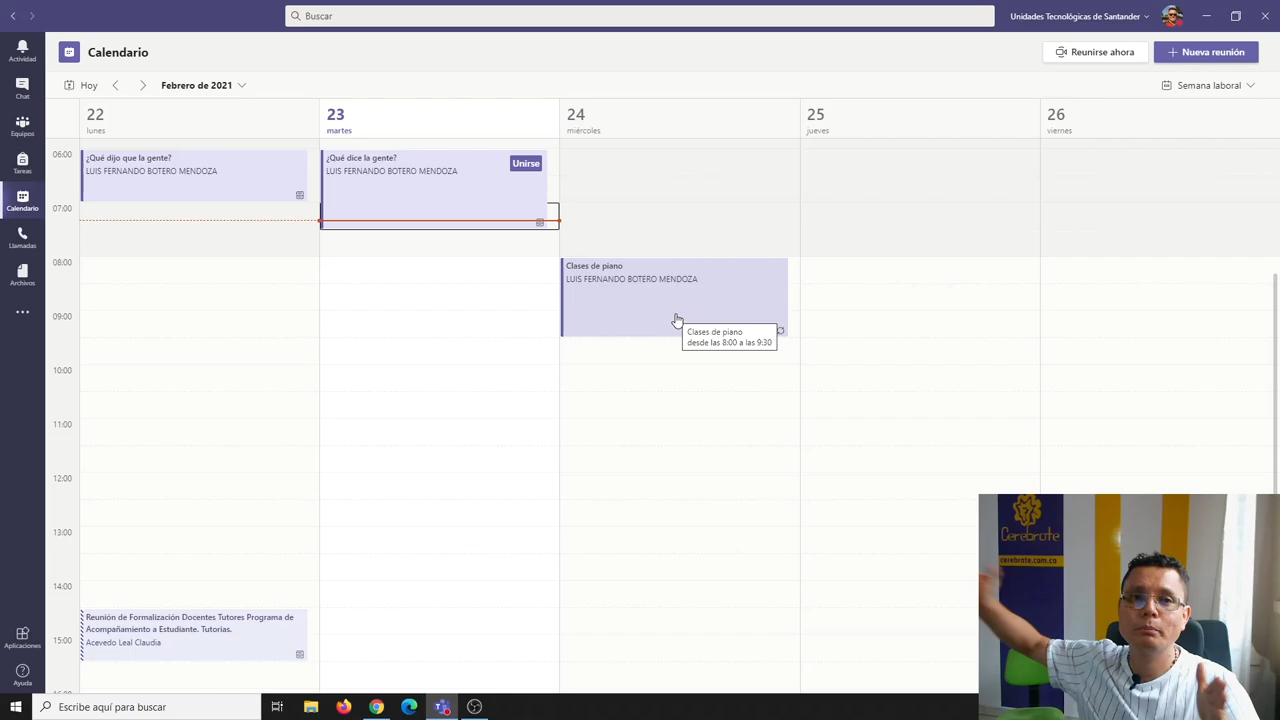 Buscar
Unidades Tecnológicas de Santander
Actividad
Chat
Equipos
Tareas
Calendario
Llamadas
Archivos
Aplicaciones
Ayuda
Calendario
Reunirse ahora
Nueva reunión
Hoy
Febrero de 2021
Semana laboral
22
lunes
23
martes
24
miércoles
25
jueves
26
viernes
06:00
07:00
08:00
09:00
10:00
11:00
12:00
13:00
14:00
15:00
¿Qué dijo que la gente?
LUIS FERNANDO BOTERO MENDOZA
¿Qué dice la gente?
LUIS FERNANDO BOTERO MENDOZA
Unirse
Clases de piano
LUIS FERNANDO BOTERO MENDOZA
Clases de piano
desde las 8:00 a las 9:30
Reunión de Formalización Docentes Tutores Programa de
Acompañamiento a Estudiante. Tutorias.
Acevedo Leal Claudia
Cerebrote
cerebrote.com.co
Escribe aquí para buscar